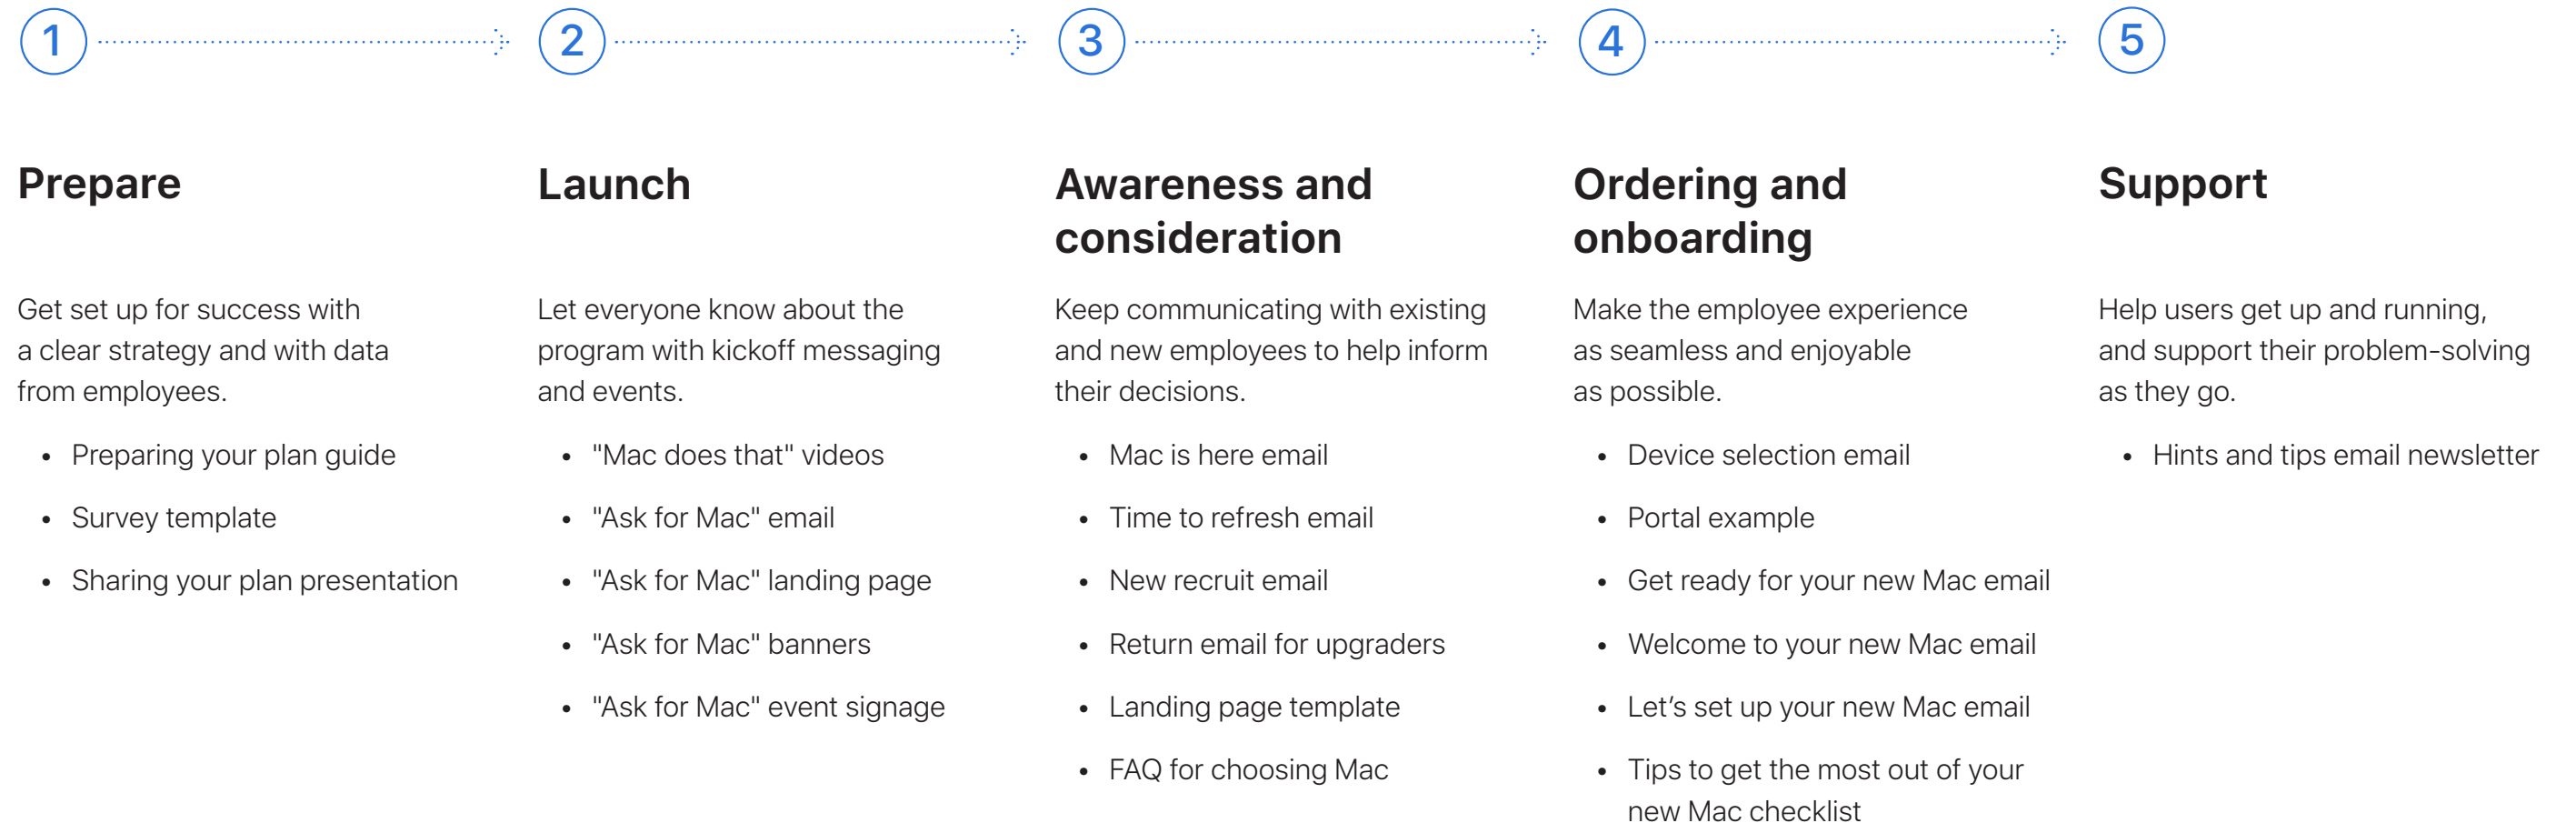 1
2
3
4
5
Prepare
Get set up for success with
a clear strategy and with data
from employees.
• Preparing your plan guide
• Survey template
• Sharing your plan presentation
Launch
Let everyone know about the
program with kickoff messaging
and events.
• "Mac does that" videos
• "Ask for Mac" email
• "Ask for Mac" landing page
• "Ask for Mac" banners
• "Ask for Mac" event signage
Awareness and
consideration
Keep communicating with existing
and new employees to help inform
their decisions.
• Mac is here email
• Time to refresh email
• New recruit email
• Return email for upgraders
• Landing page template
• FAQ for choosing Mac
Ordering and
onboarding
Make the employee experience
as seamless and enjoyable
as possible.
• Device selection email
• Portal example
• Get ready for your new Mac email
• Welcome to your new Mac email
• Let’s set up your new Mac email
• Tips to get the most out of your
new Mac checklist
Support
Help users get up and running,
and support their problem-solving
as they go.
• Hints and tips email newsletter